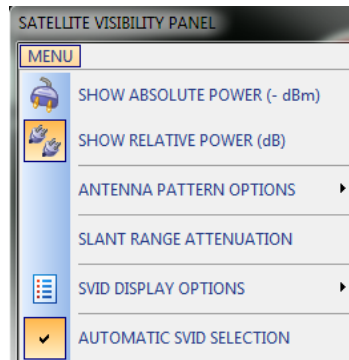 SATELLITE VISIBILITY PANEL
MENU
SHOW ABSOLUTE POWER (- dBm)
SHOW RELATIVE POWER (dB)
ANTENNA PATTERN OPTIONS
SLANT RANGE ATTENUATION
SVID DISPLAY OPTIONS
AUTOMATIC SVID SELECTION